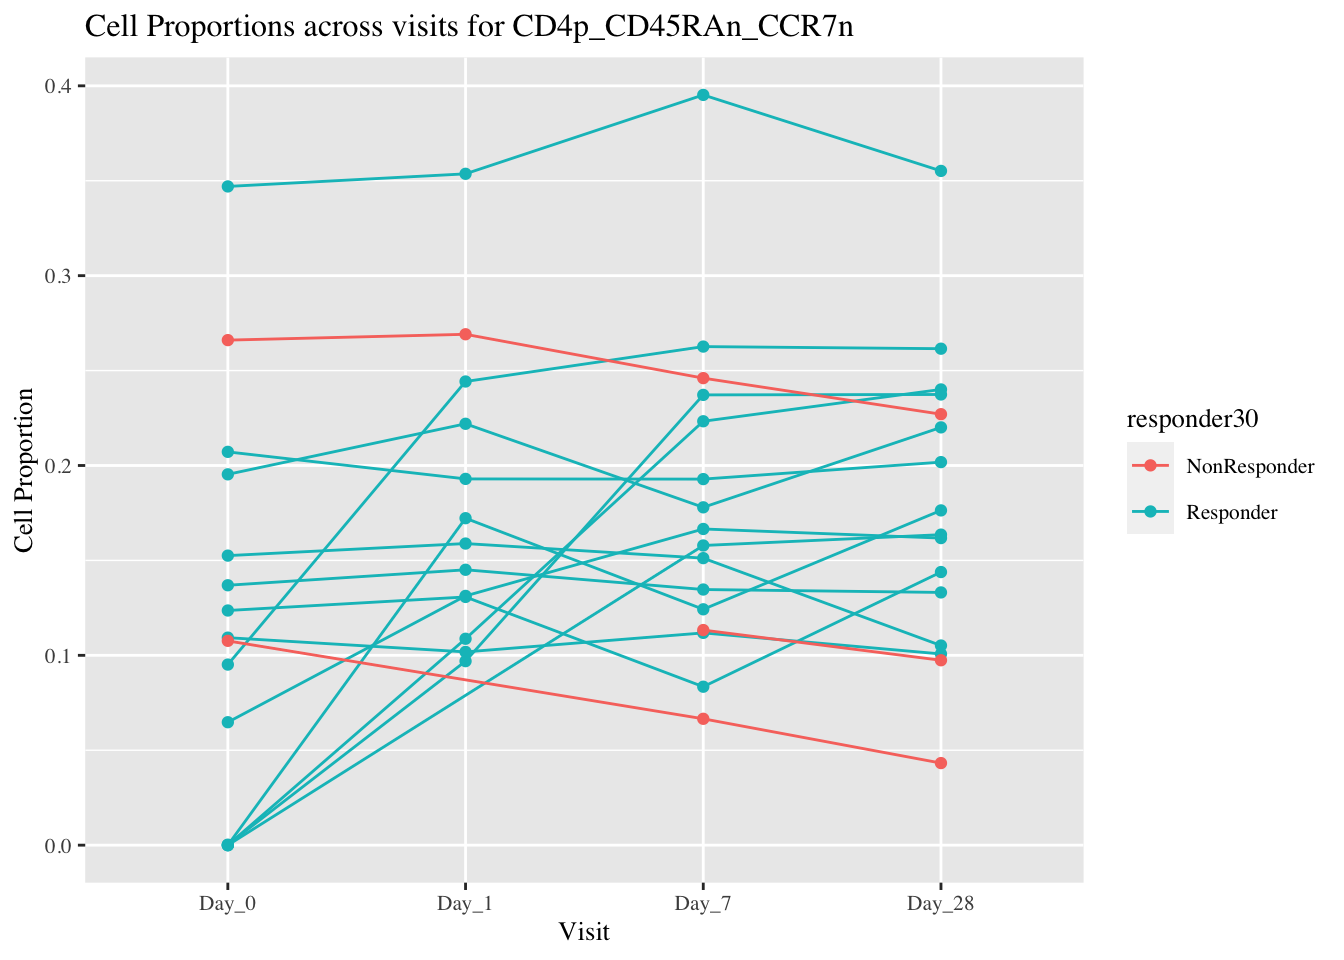 Cell Proportions across visits for CD4p_CD45RAn_CCR7n
0.4
0.3
0.2
0.1
0.0
Cell Proportion
Day_0
Day_1
Day_7
Day_28
Visit
responder30
NonResponder
Responder